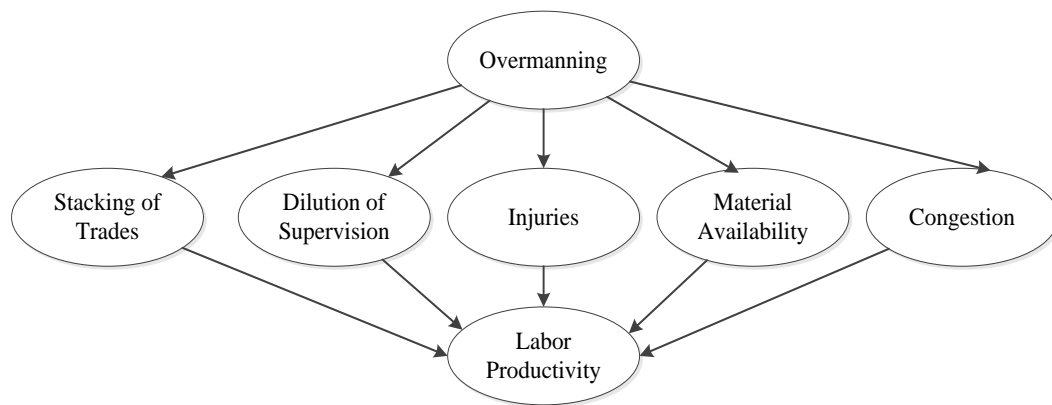 Overmanning
Stacking of
Trades
Dilution of
Supervision
Injuries
Material
Availability
Congestion
Labor
Productivity